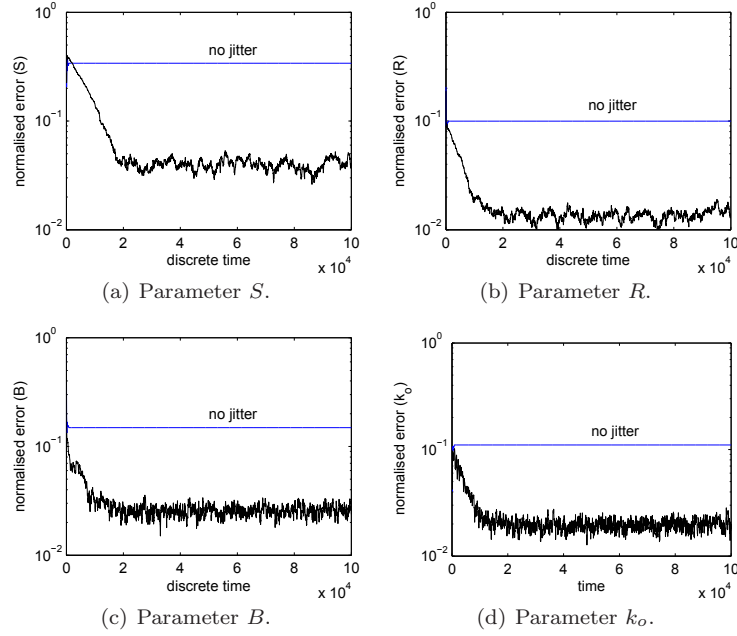 10^0
normalised error (S)
no jitter
10^-1
10^-2
0 2 4 6 8 10
discrete time
x 10^4
(a) Parameter S.
10^0
normalised error (R)
no jitter
10^-1
10^-2
0 2 4 6 8 10
discrete time
x 10^4
(b) Parameter R.
10^0
normalised error (B)
no jitter
10^-1
10^-2
0 2 4 6 8 10
discrete time
x 10^4
(c) Parameter B.
10^0
normalised error (k_o)
no jitter
10^-1
10^-2
0 2 4 6 8 10
time
x 10^4
(d) Parameter k_o.